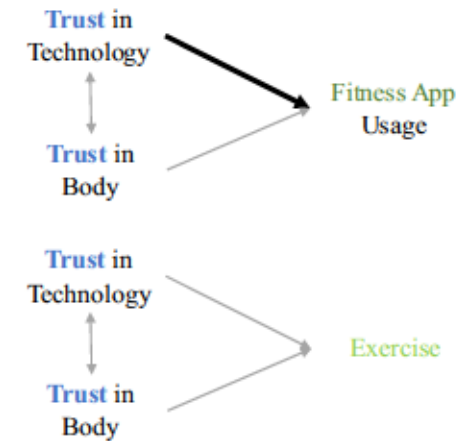 Trust in
Technology
Fitness App
Usage
Trust in
Body
Trust in
Technology
Exercise
Trust in
Body